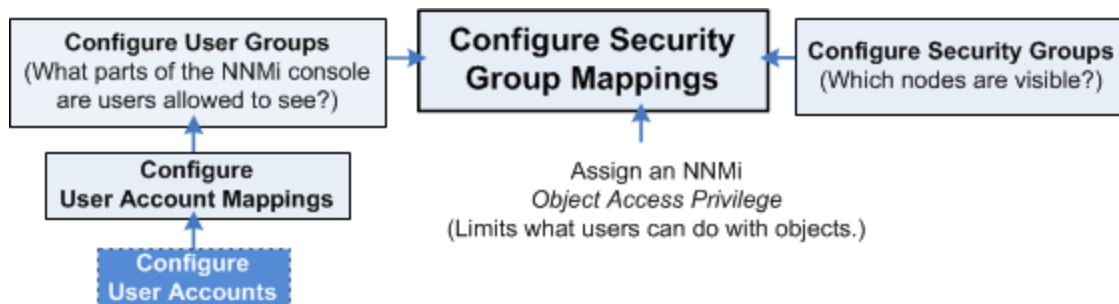 Configure User Groups
(What parts of the NNMi console
are users allowed to see?)
Configure Security
Group Mappings
Configure Security Groups
(Which nodes are visible?)
Configure
User Account Mappings
Assign an NNMi
Object Access Privilege
(Limits what users can do with objects.)
Configure
User Accounts